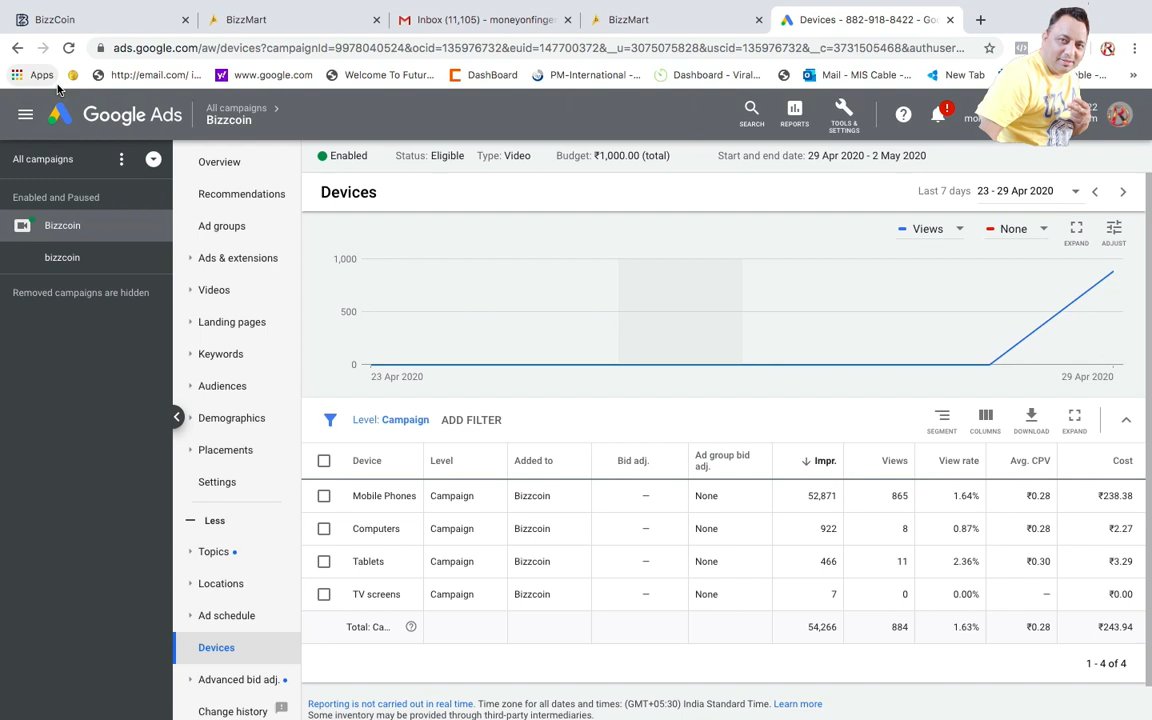 BizzCoin
BizzMart
Inbox (11,105) - moneyonfinger
BizzMart
Devices - 882-918-8422 - Go
ads.google.com/aw/devices?campaignId=9978040524&ocid=135976732&euid=147700372&__u=3075075828&uscid=135976732&__c=3731505468&authuser...
Apps
http://email.com/ i...
www.google.com
Welcome To Futur...
DashBoard
PM-International -...
Dashboard - Viral...
Mail - MIS Cable -...
New Tab
ble -...
Google Ads
All campaigns
Bizzcoin
SEARCH
REPORTS
TOOLS &
SETTINGS
All campaigns
Enabled and Paused
Bizzcoin
bizzcoin
Removed campaigns are hidden
Overview
Recommendations
Ad groups
Ads & extensions
Videos
Landing pages
Keywords
Audiences
Demographics
Placements
Settings
Less
Topics
Locations
Ad schedule
Devices
Advanced bid adj.
Change history
Enabled Status: Eligible Type: Video Budget: ₹1,000.00 (total) Start and end date: 29 Apr 2020 - 2 May 2020
Devices
Last 7 days 23 - 29 Apr 2020
Views None
EXPAND ADJUST
1,000
500
0
23 Apr 2020 29 Apr 2020
Level: Campaign ADD FILTER
SEGMENT COLUMNS DOWNLOAD EXPAND
Device Level Added to Bid adj. Ad group bid adj. Impr. Views View rate Avg. CPV Cost
Mobile Phones Campaign Bizzcoin — None 52,871 865 1.64% ₹0.28 ₹238.38
Computers Campaign Bizzcoin — None 922 8 0.87% ₹0.28 ₹2.27
Tablets Campaign Bizzcoin — None 466 11 2.36% ₹0.30 ₹3.29
TV screens Campaign Bizzcoin — None 7 0 0.00% — ₹0.00
Total: Ca... 54,266 884 1.63% ₹0.28 ₹243.94
1 - 4 of 4
Reporting is not carried out in real time. Time zone for all dates and times: (GMT+05:30) India Standard Time. Learn more
Some inventory may be provided through third-party intermediaries.